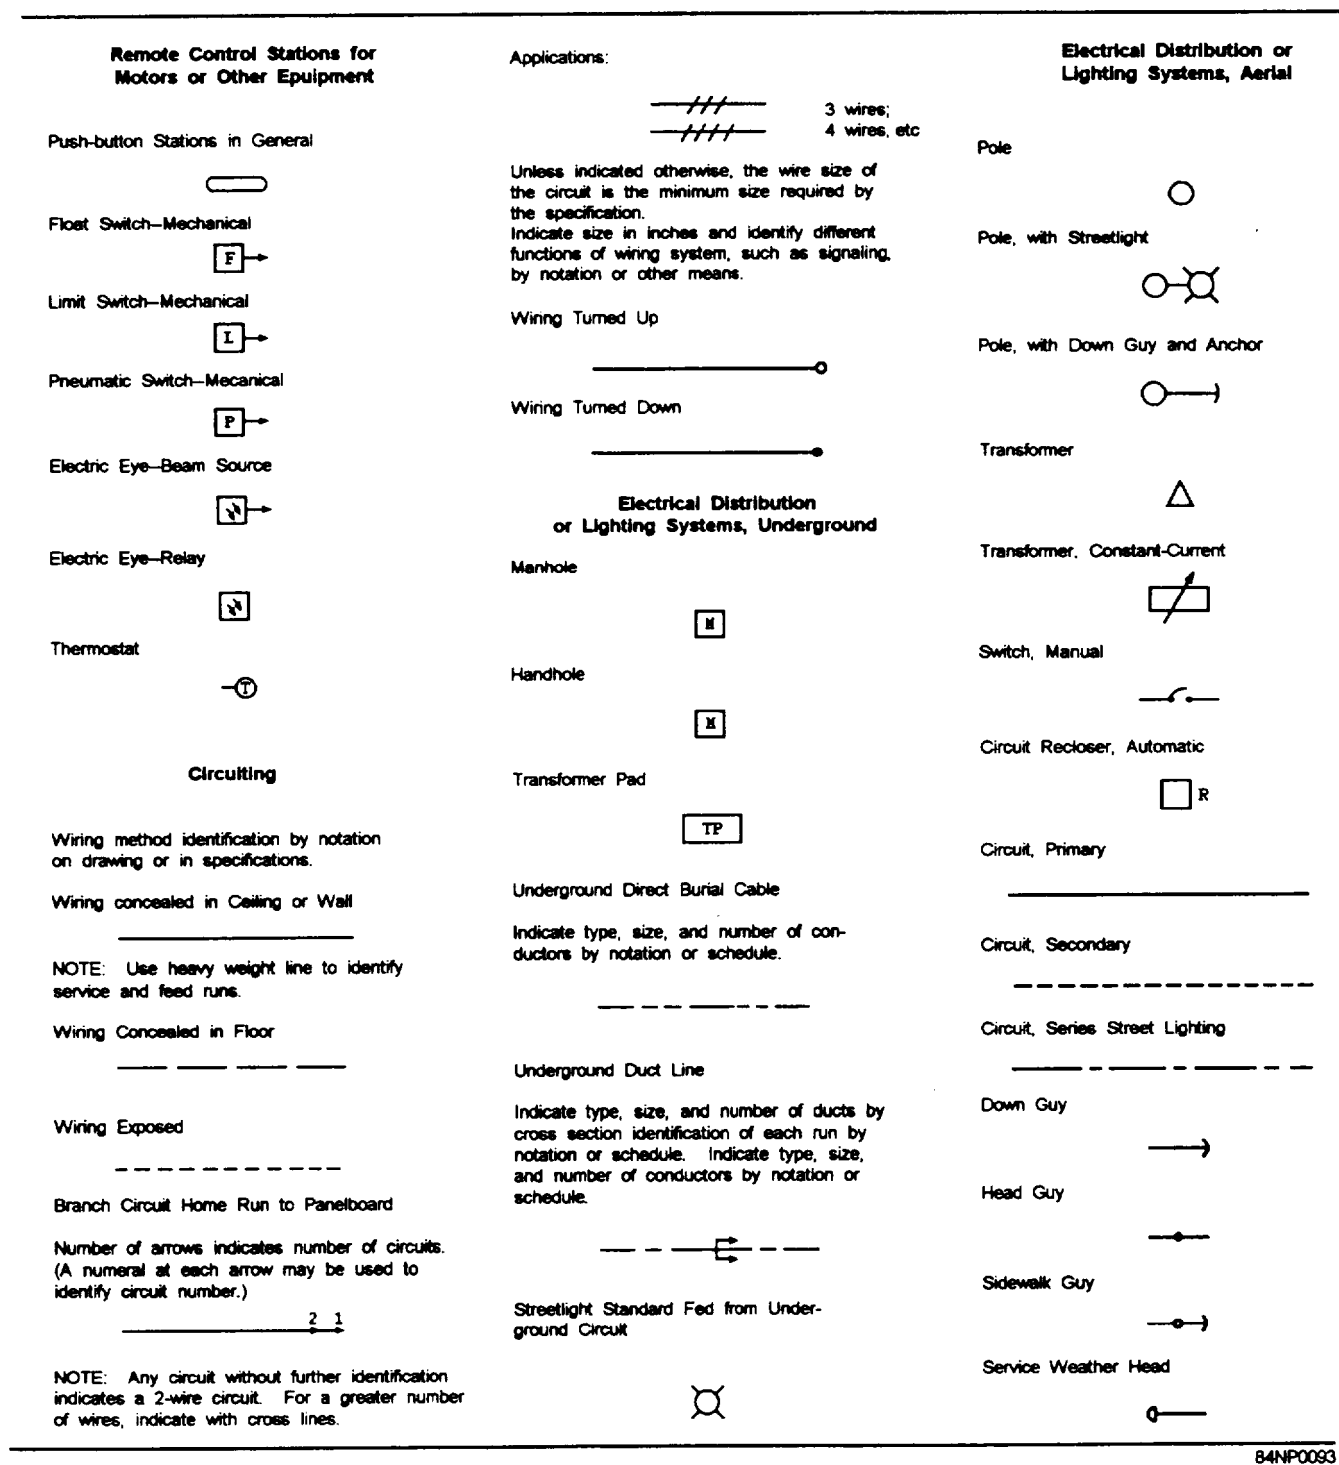 Remote Control Stations for
Motors or Other Epuipment
Push-button Stations in General
Float Switch—Mechanical
F
Limit Switch—Mechanical
L
Pneumatic Switch—Mecanical
P
Electric Eye—Beam Source
Electric Eye—Relay
Thermostat
T
Circuiting
Wiring method identification by notation
on drawing or in specifications.
Wiring concealed in Ceiling or Wall
NOTE: Use heavy weight line to identify
service and feed runs.
Wiring Concealed in Floor
Wiring Exposed
Branch Circuit Home Run to Panelboard
Number of arrows indicates number of circuits.
(A numeral at each arrow may be used to
identify circuit number.)
2 1
NOTE: Any circuit without further identification
indicates a 2-wire circuit. For a greater number
of wires, indicate with cross lines.
Applications:
3 wires;
4 wires, etc
Unless indicated otherwise, the wire size of
the circuit is the minimum size required by
the specification.
Indicate size in inches and identify different
functions of wiring system, such as signaling,
by notation or other means.
Wiring Turned Up
Wiring Turned Down
Electrical Distribution
or Lighting Systems, Underground
Manhole
M
Handhole
Transformer Pad
TP
Underground Direct Burial Cable
Indicate type, size, and number of con-
ductors by notation or schedule.
Underground Duct Line
Indicate type, size, and number of ducts by
cross section identification of each run by
notation or schedule. Indicate type, size,
and number of conductors by notation or
schedule.
Streetlight Standard Fed from Under-
ground Circuit
Electrical Distribution or
Lighting Systems, Aerial
Pole
Pole, with Streetlight
Pole, with Down Guy and Anchor
Transformer
Transformer, Constant-Current
Switch, Manual
Circuit Recloser, Automatic
R
Circuit, Primary
Circuit, Secondary
Circuit, Series Street Lighting
Down Guy
Head Guy
Sidewalk Guy
Service Weather Head
84NP0093